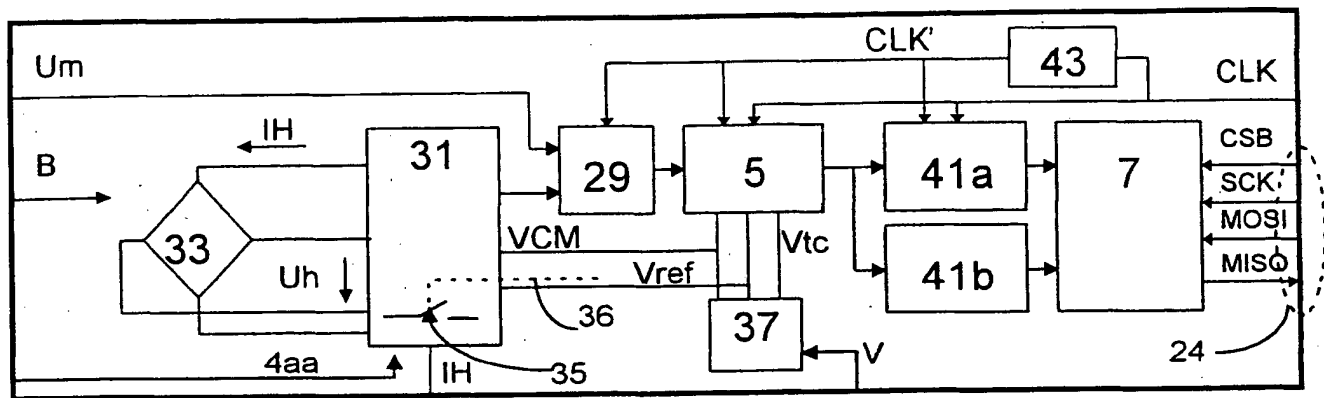 Um
CLK'
43
CLK
IH
31
B
29
5
41a
7
CSB
SCK
MOSI
MISO
33
VCM
Vtc
Uh
Vref
41b
36
37
24
4aa
IH
35
V